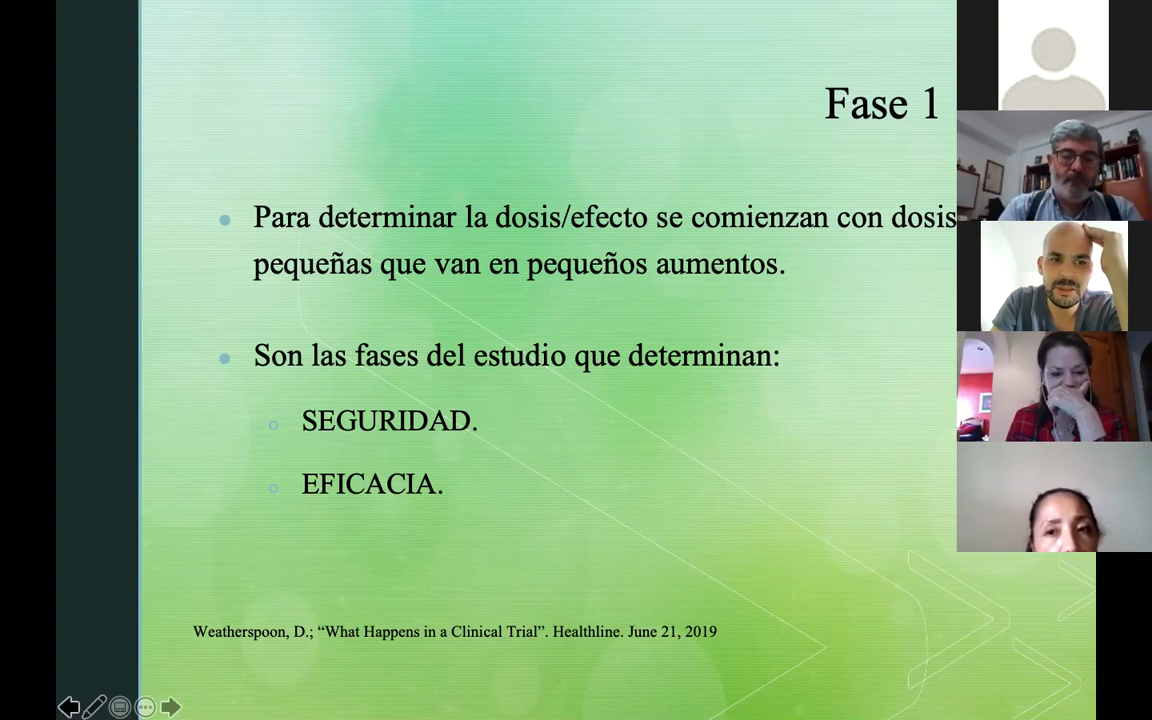 Fase 1
Para determinar la dosis/efecto se comienzan con dosis
pequeñas que van en pequeños aumentos.
Son las fases del estudio que determinan:
SEGURIDAD.
EFICACIA.
Weatherspoon, D.; “What Happens in a Clinical Trial”. Healthline. June 21, 2019